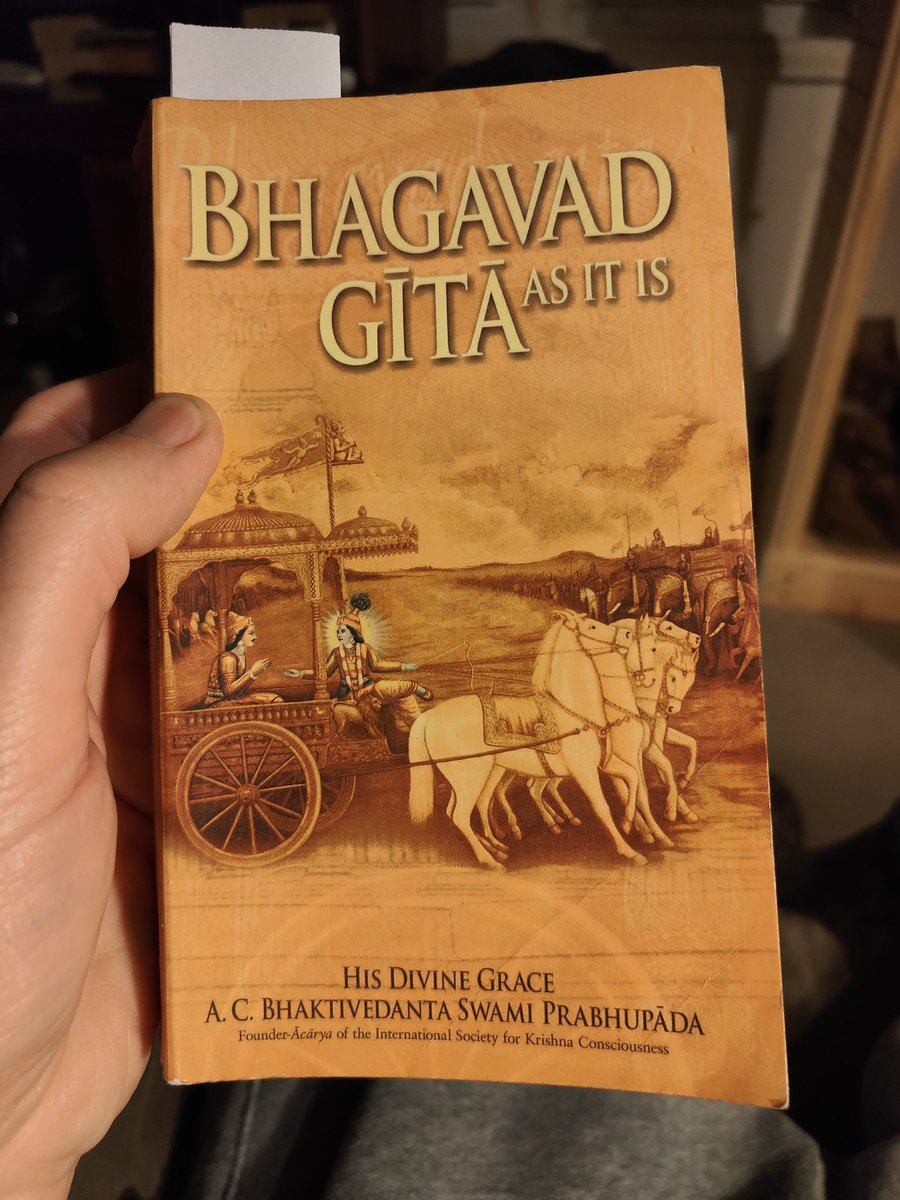 BHAGAVAD
GĪTĀ AS IT IS
HIS DIVINE GRACE
A. C. BHAKTIVEDANTA SWAMI PRABHUPĀDA
Founder-Ācārya of the International Society for Krishna Consciousness